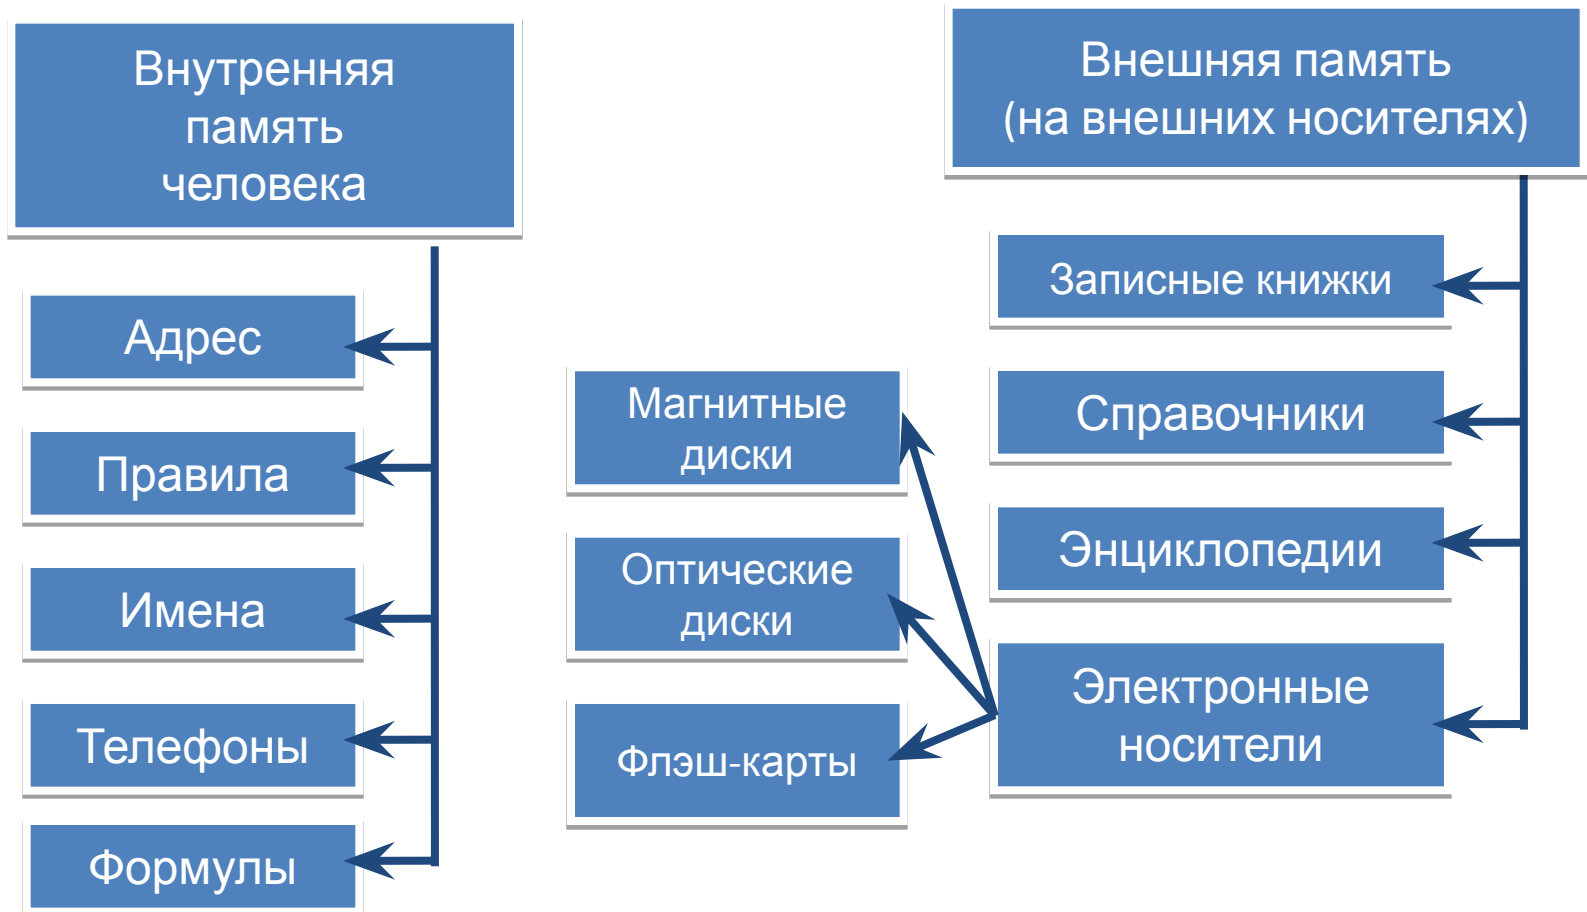 Внутренняя
память
человека
Адрес
Правила
Имена
Телефоны
Формулы
Внешняя память
(на внешних носителях)
Записные книжки
Справочники
Энциклопедии
Электронные
носители
Магнитные
диски
Оптические
диски
Флэш-карты